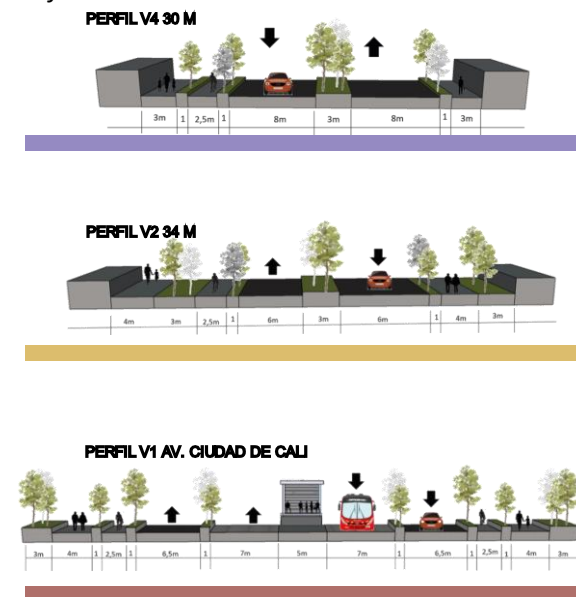 PERFIL V4 30 M
3m 1 2,5m 1 8m 3m 8m 1 3m
PERFIL V2 34 M
4m 3m 2,5m 1 6m 3m 6m 1 4m 3m
PERFIL V1 AV. CIUDAD DE CALI
3m 4m 1 2,5m 1 6,5m 1 7m 5m 7m 1 6,5m 1 2,5m 1 4m 3m